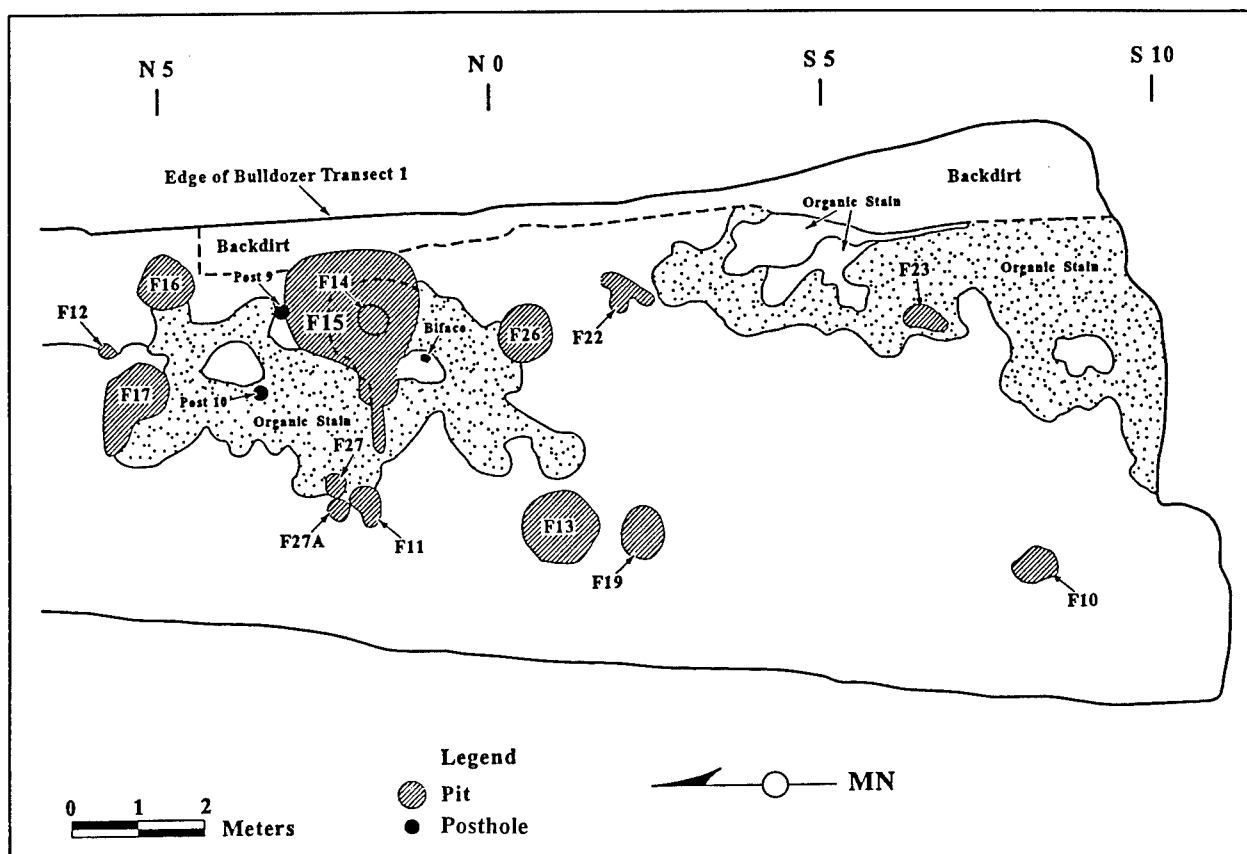 N 5
N 0
S 5
S 10
Edge of Bulldozer Transect 1
Backdirt
Organic Stain
Backdirt
Post 9
F16
F14
F23
Organic Stain
F12
F15
Biface
F26
F22
F17
Post 10
Organic Stain
F27
F13
F27A
F11
F19
F10
Legend
MN
Pit
0 1 2
Meters
Posthole